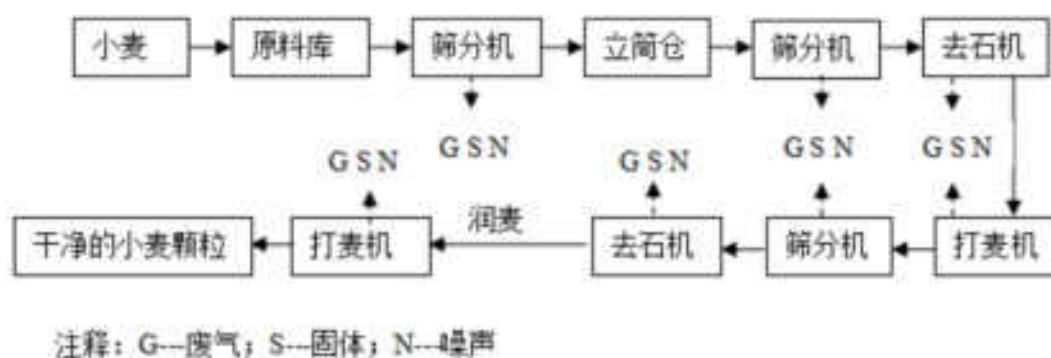 小麦 原料库 筛分机 立筒仓 筛分机 去石机
GSN GSN GSN GSN GSN
干净的小麦颗粒 打麦机 润麦 去石机 筛分机 打麦机
注释：G---废气；S---固体；N---噪声